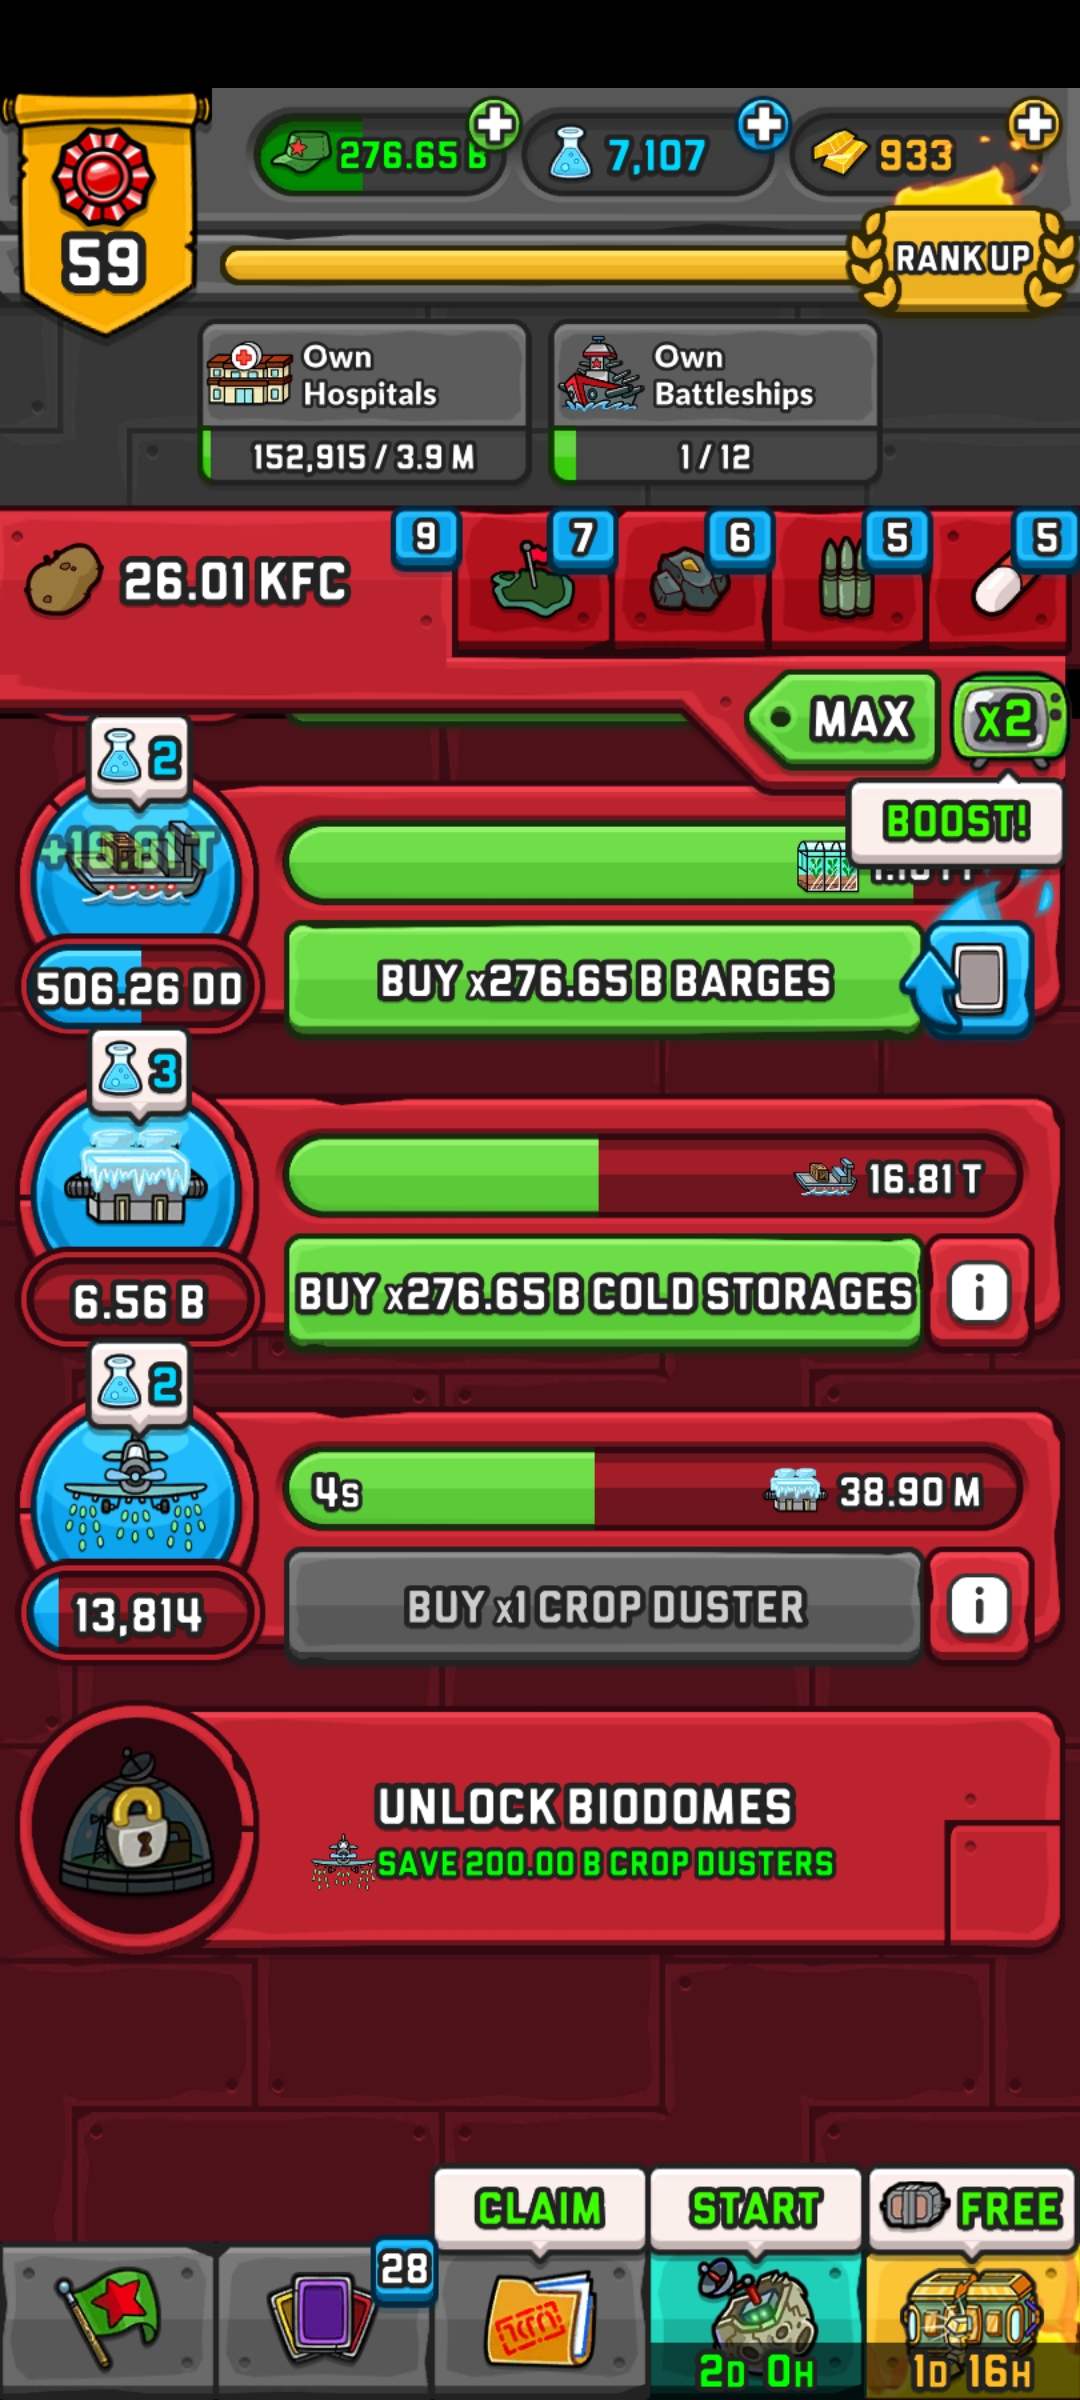 276.65 B
7,107
933
59
RANK UP
Own
Hospitals
152,915 / 3.9 M
Own
Battleships
1 / 12
26.01 KFC
9
7
6
5
5
MAX
x2
BOOST!
2
506.26 DD
BUY x276.65 B BARGES
3
16.81 T
6.56 B
BUY x276.65 B COLD STORAGES
i
2
4s
38.90 M
13,814
BUY x1 CROP DUSTER
i
UNLOCK BIODOMES
SAVE 200.00 B CROP DUSTERS
CLAIM
START
FREE
28
2D 0H
1D 16H